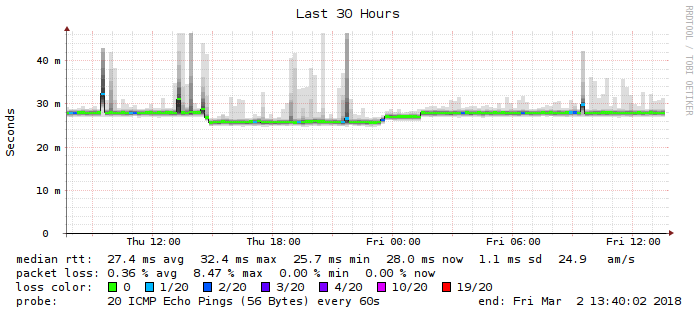 Last 30 Hours
RRDTOOL / TOBI OETIKER
Seconds
40 m
30 m
20 m
10 m
0
Thu 12:00 Thu 18:00 Fri 00:00 Fri 06:00 Fri 12:00
median rtt: 27.4 ms avg 32.4 ms max 25.7 ms min 28.0 ms now 1.1 ms sd 24.9 am/s
packet loss: 0.36 % avg 8.47 % max 0.00 % min 0.00 % now
loss color: 0 1/20 2/20 3/20 4/20 10/20 19/20
probe: 20 ICMP Echo Pings (56 Bytes) every 60s end: Fri Mar 2 13:40:02 2018